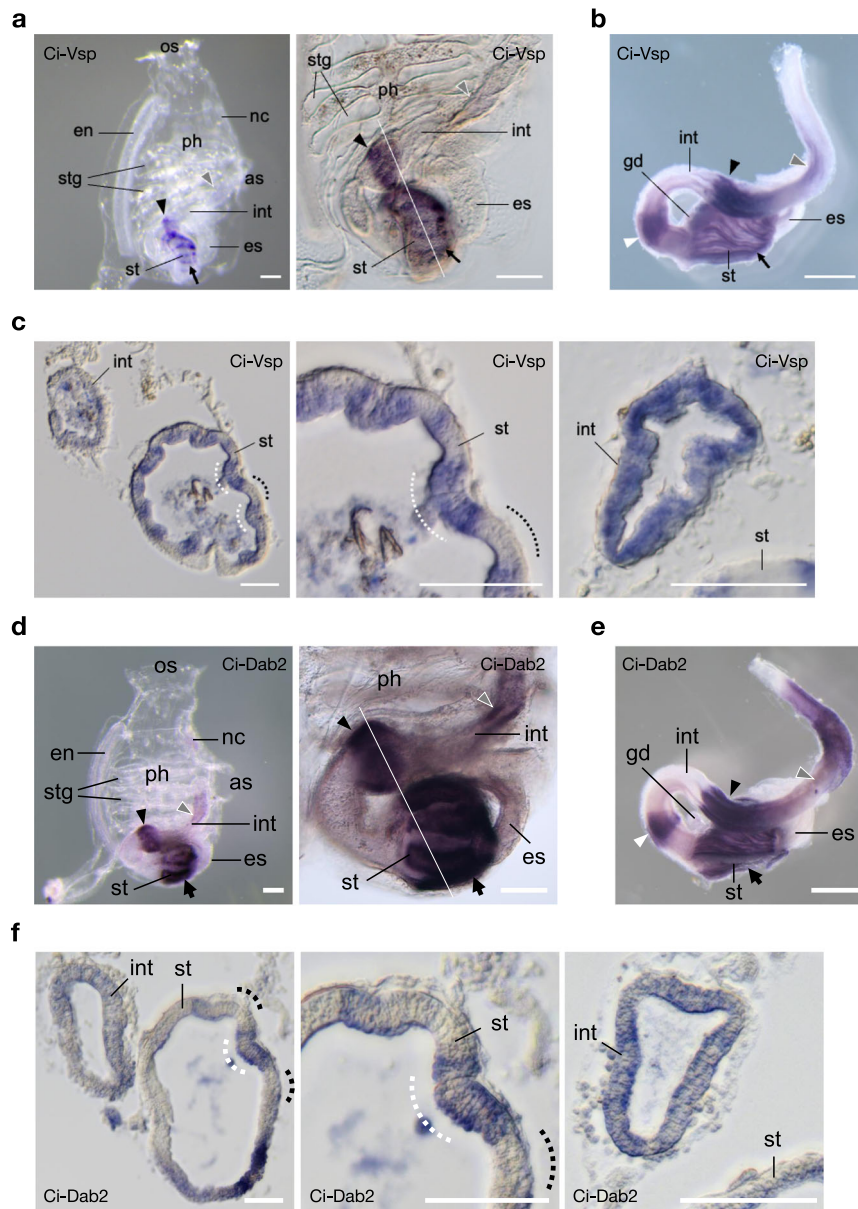 a
Ci-Vsp
os
en
nc
ph
stg
as
int
es
st
Ci-Vsp
stg
ph
int
es
st
b
Ci-Vsp
int
gd
es
st
c
int
Ci-Vsp
st
Ci-Vsp
st
Ci-Vsp
int
st
d
Ci-Dab2
os
en
nc
ph
stg
as
int
es
st
Ci-Dab2
ph
int
es
st
e
Ci-Dab2
int
gd
es
st
f
int
st
Ci-Dab2
st
Ci-Dab2
int
st
Ci-Dab2